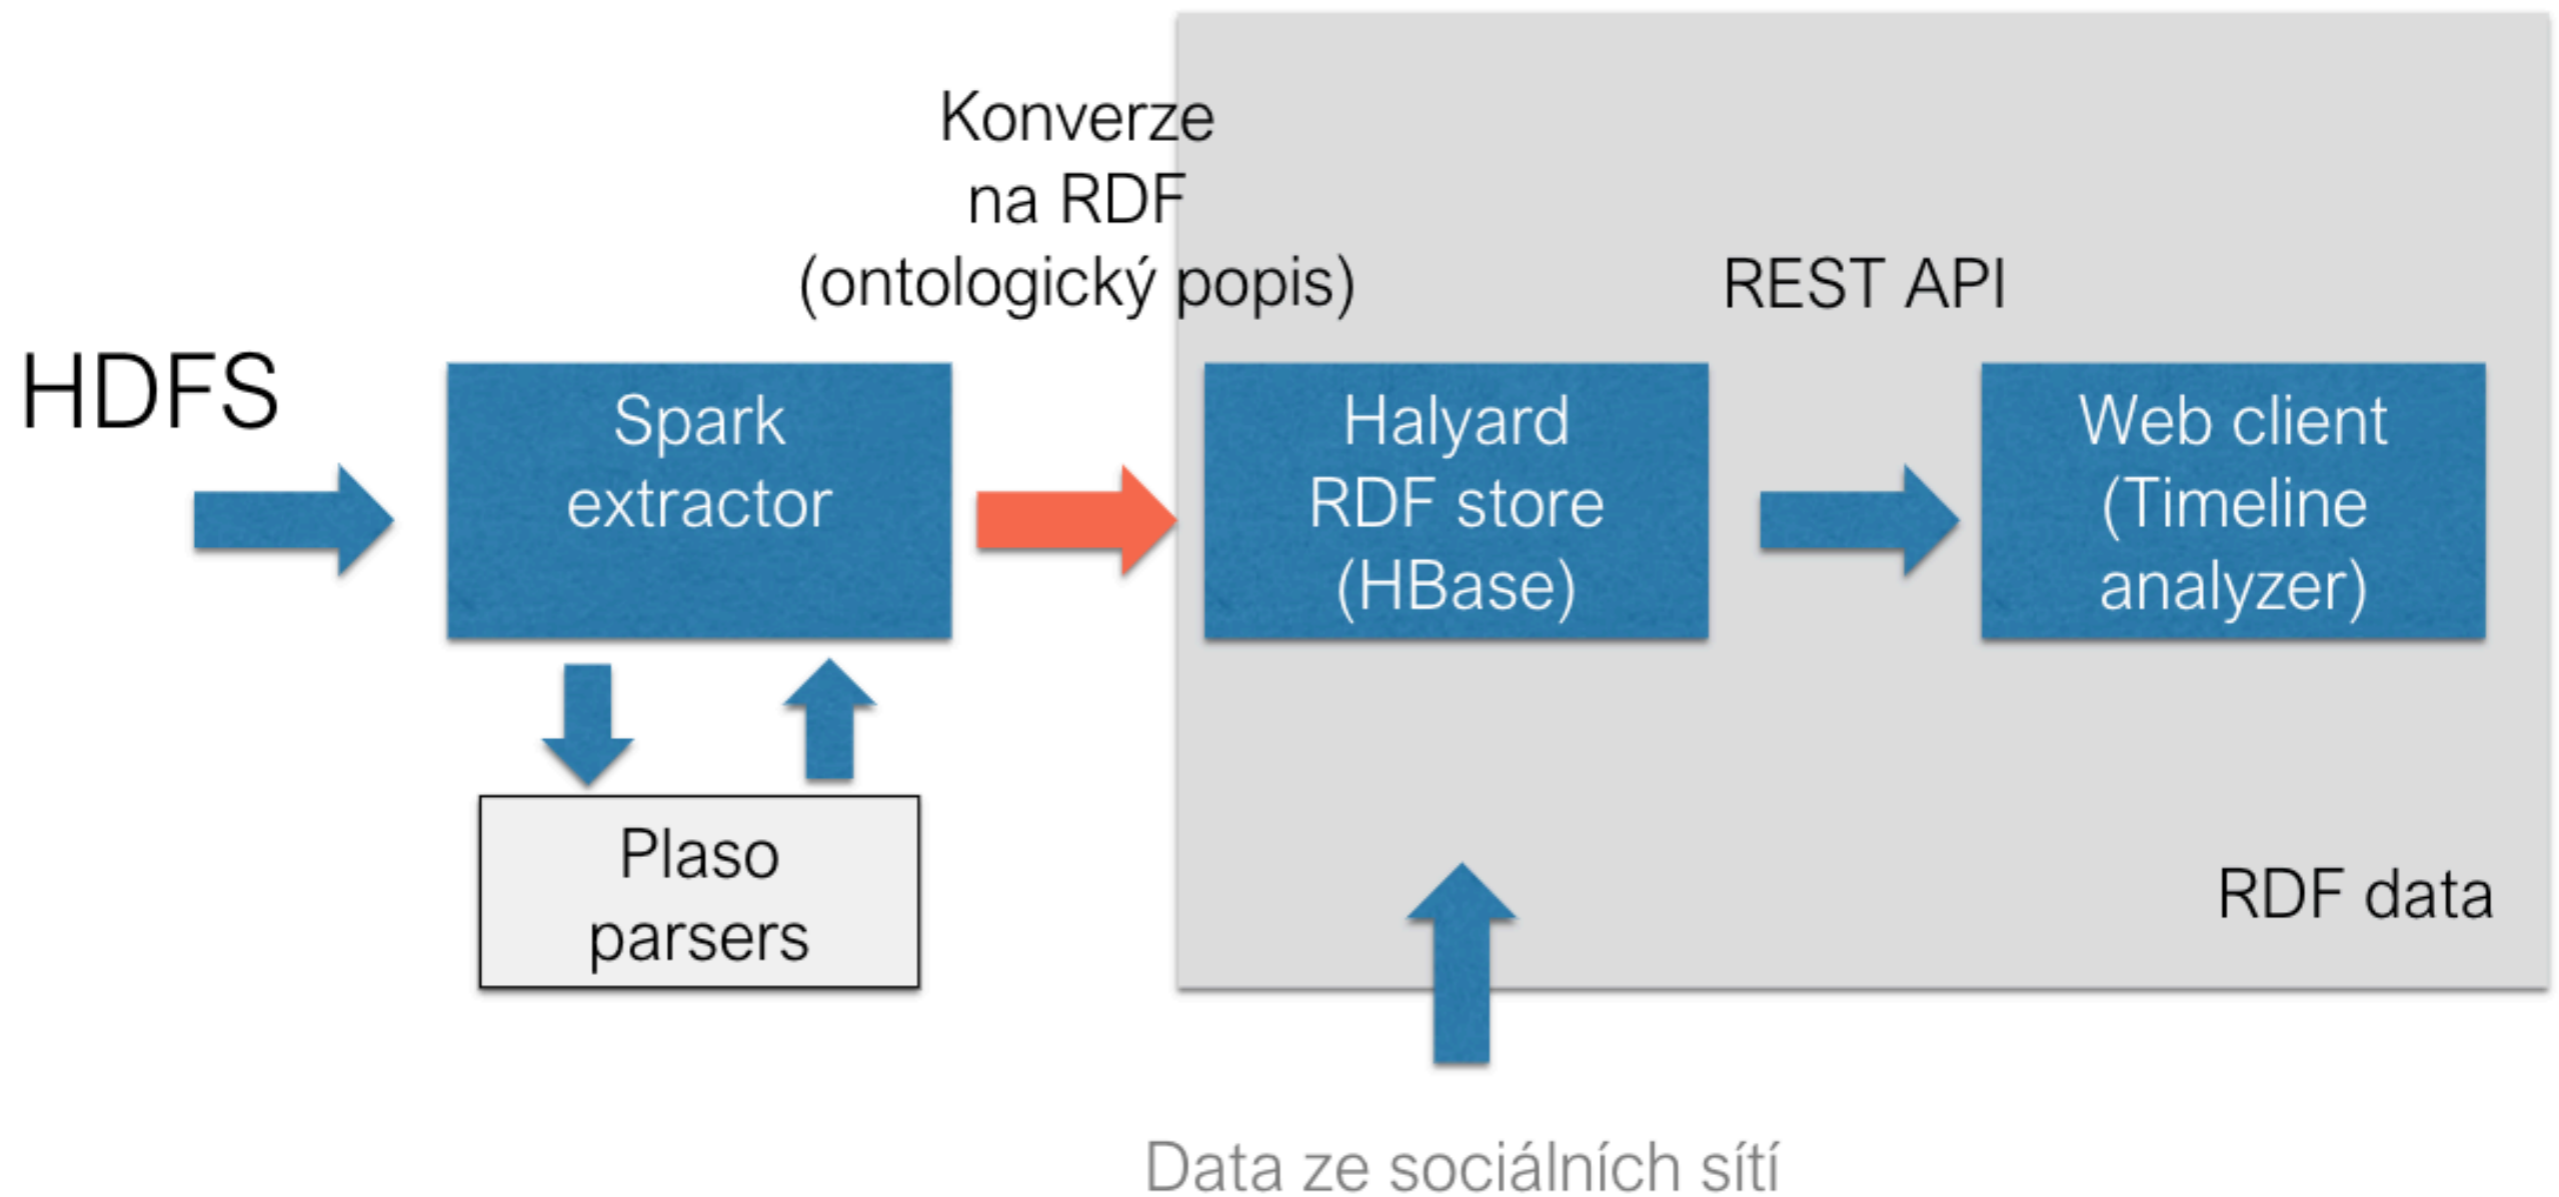 Konverze
na RDF
(ontologický popis)
REST API
HDFS
Spark
extractor
Halyard
RDF store
(HBase)
Web client
(Timeline
analyzer)
Plaso
parsers
RDF data
Data ze sociálních sítí